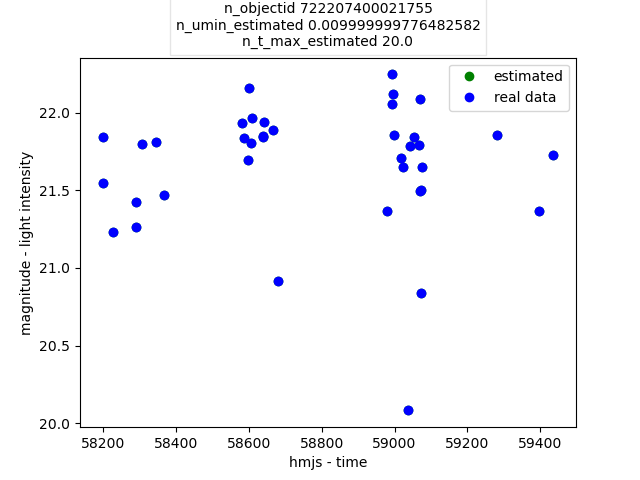 n_objectid 722207400021755
n_umin_estimated 0.009999999776482582
n_t_max_estimated 20.0
estimated
real data
22.0
21.5
21.0
20.5
20.0
magnitude - light intensity
58200 58400 58600 58800 59000 59200 59400
hmjs - time